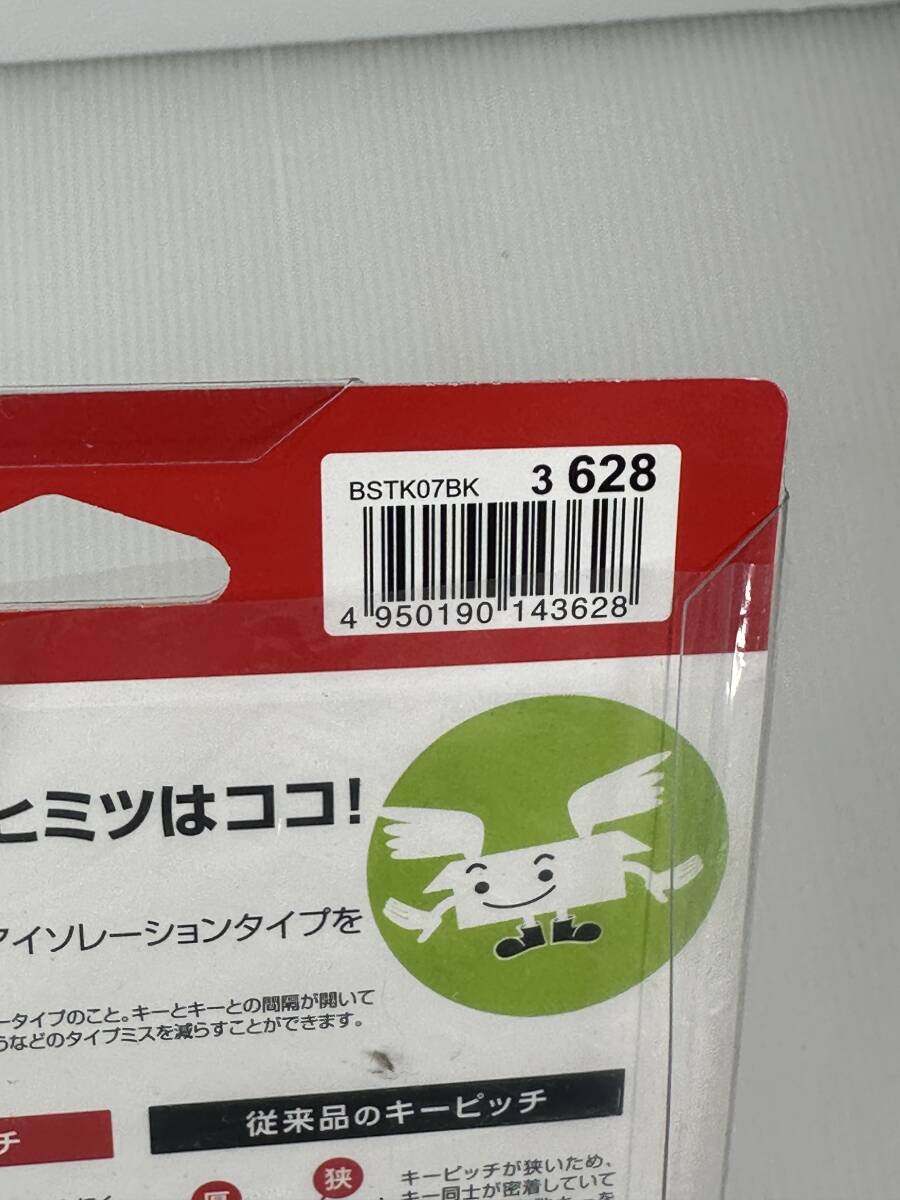 BSTK07BK 3 628
4 950190 143628
ヒミツはココ!
アイソレーションタイプを
ータイプのこと。キーとキーとの間隔が開いて
うなどのタイプミスを減らすことができます。
チ
従来品のキーピッチ
狭
キーピッチが狭いため、
キー同士が密着していて